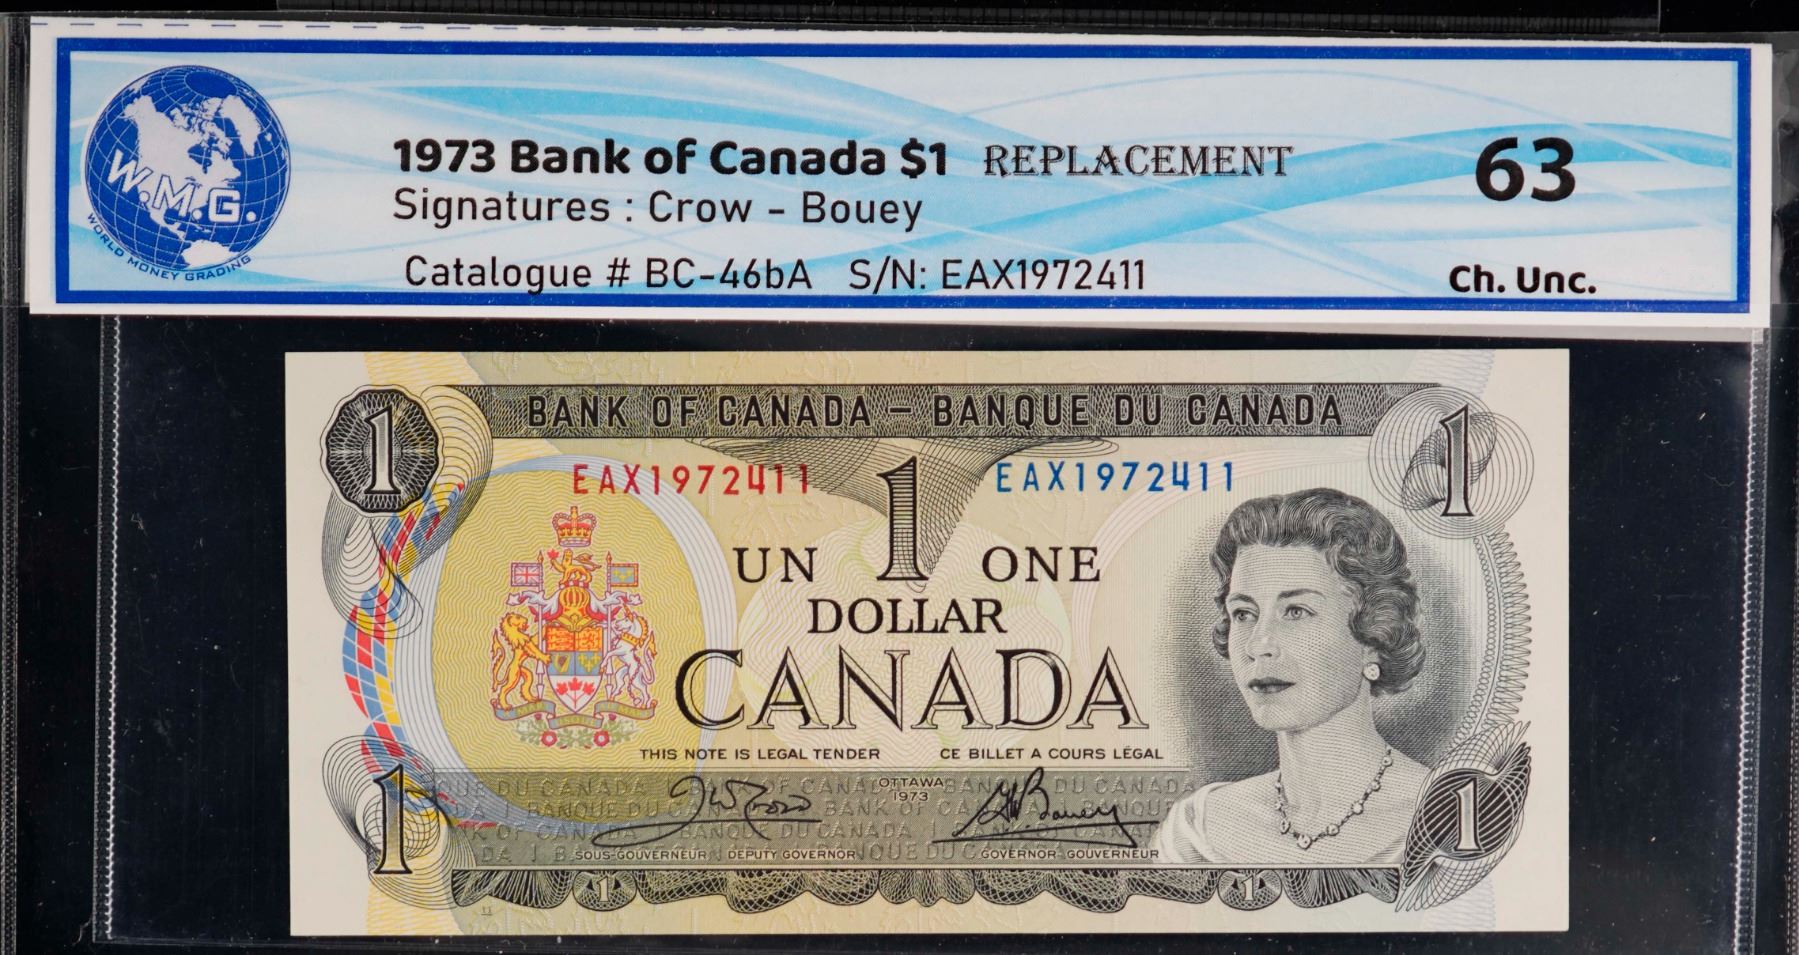 W.M.G.
WORLD MONEY GRADING
1973 Bank of Canada $1 REPLACEMENT
Signatures : Crow - Bouey
Catalogue # BC-46bA S/N: EAX1972411
63
Ch. Unc.
1 BANK OF CANADA – BANQUE DU CANADA 1
EAX1972411 EAX1972411
UN 1 ONE
DOLLAR
CANADA
THIS NOTE IS LEGAL TENDER CE BILLET A COURS LÉGAL
OTTAWA
1973
SOUS-GOUVERNEUR DEPUTY GOVERNOR GOVERNOR-GOUVERNEUR
1 1
1 1